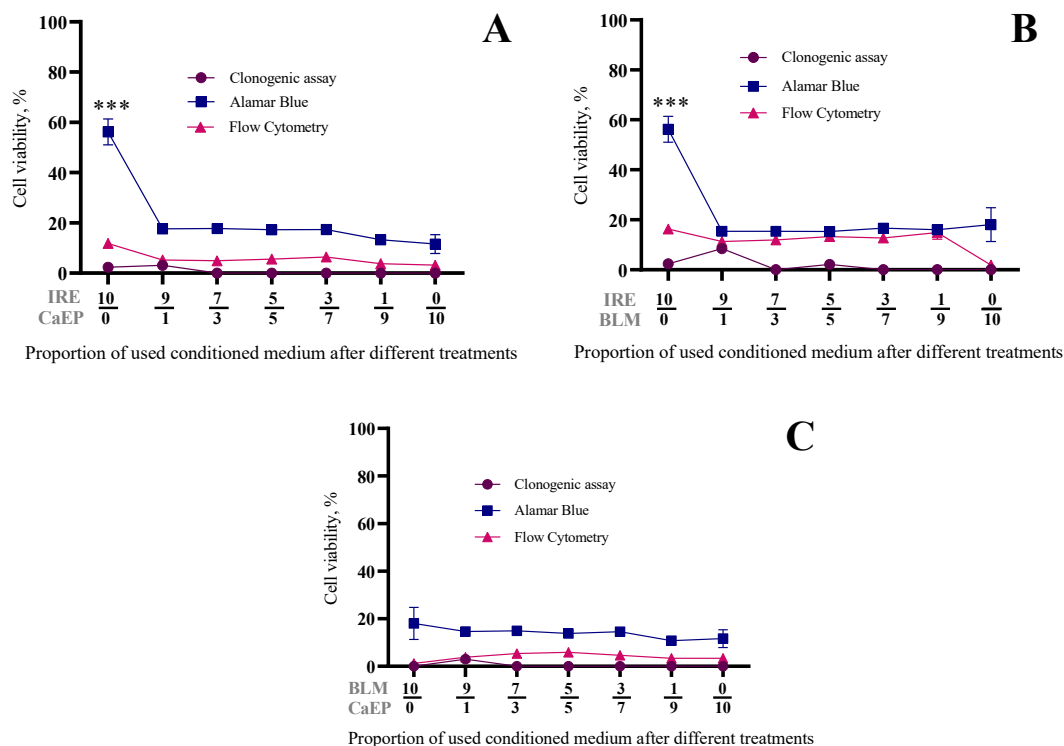 A
100
80
60
40
20
0
Cell viability, %
Clonogenic assay
Alamar Blue
Flow Cytometry
***
IRE 10 9 7 5 3 1 0
CaEP 0 1 3 5 7 9 10
Proportion of used conditioned medium after different treatments
B
100
80
60
40
20
0
Cell viability, %
Clonogenic assay
Alamar Blue
Flow Cytometry
***
IRE 10 9 7 5 3 1 0
BLM 0 1 3 5 7 9 10
Proportion of used conditioned medium after different treatments
C
100
80
60
40
20
0
Cell viability, %
Clonogenic assay
Alamar Blue
Flow Cytometry
BLM 10 9 7 5 3 1 0
CaEP 0 1 3 5 7 9 10
Proportion of used conditioned medium after different treatments